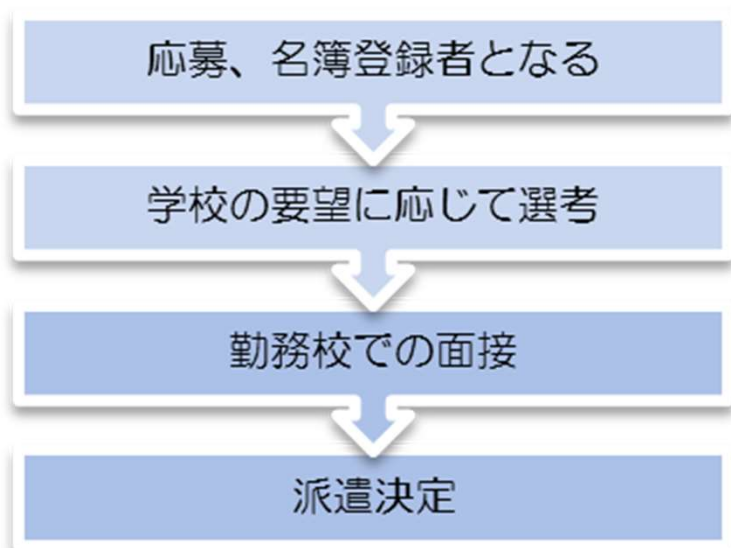 応募、名簿登録者となる
学校の要望に応じて選考
勤務校での面接
派遣決定